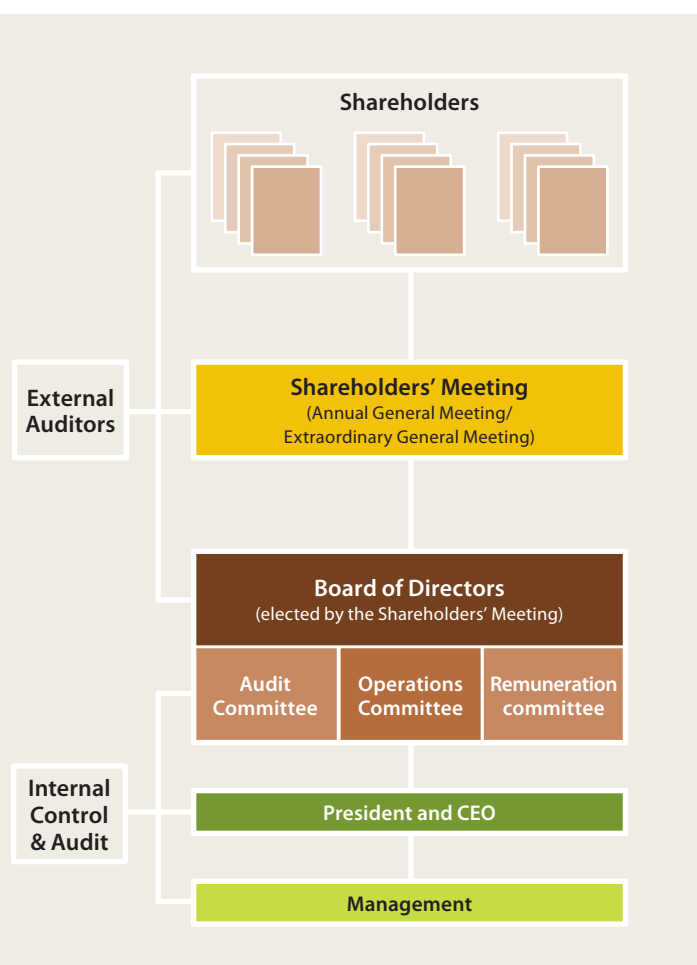 Shareholders
External
Auditors
Shareholders’ Meeting
(Annual General Meeting/
Extraordinary General Meeting)
Board of Directors
(elected by the Shareholders’ Meeting)
Audit
Committee
Operations
Committee
Remuneration
committee
Internal
Control
& Audit
President and CEO
Management